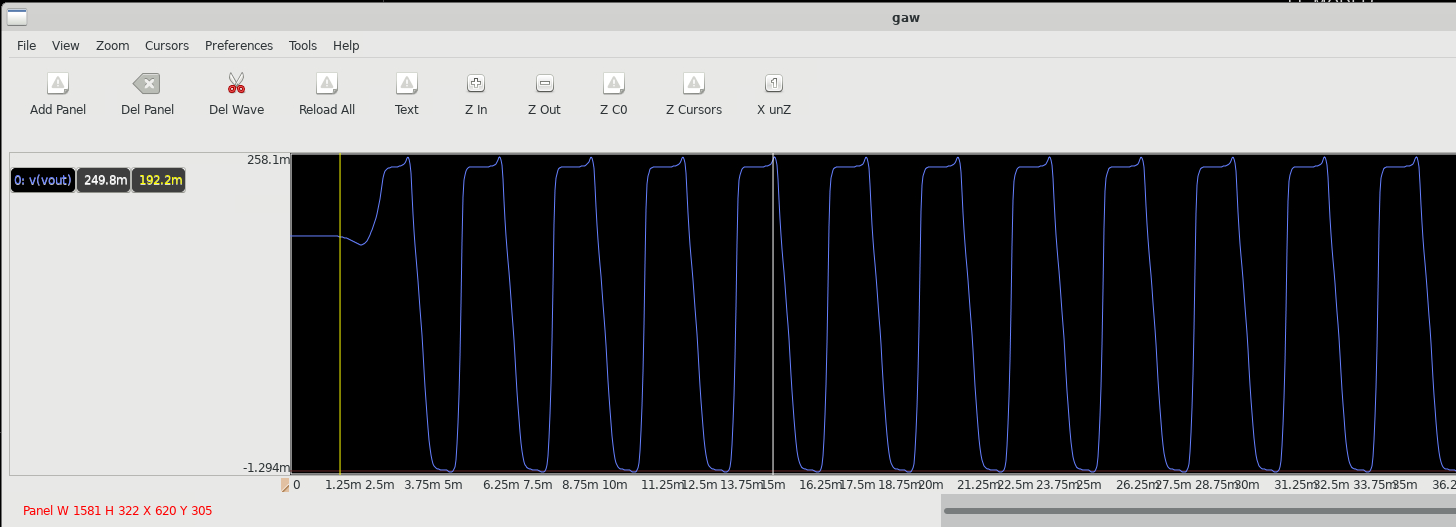 gaw
File View Zoom Cursors Preferences Tools Help
Add Panel Del Panel Del Wave Reload All Text Z In Z Out Z C0 Z Cursors X unZ
258.1m
0: v(vout) 249.8m 192.2m
-1.294m
0 1.25m 2.5m 3.75m 5m 6.25m 7.5m 8.75m 10m 11.25m 12.5m 13.75m 15m 16.25m 17.5m 18.75m 20m 21.25m 22.5m 23.75m 25m 26.25m 27.5m 28.75m 30m 31.25m 32.5m 33.75m 35m 36.2
Panel W 1581 H 322 X 620 Y 305